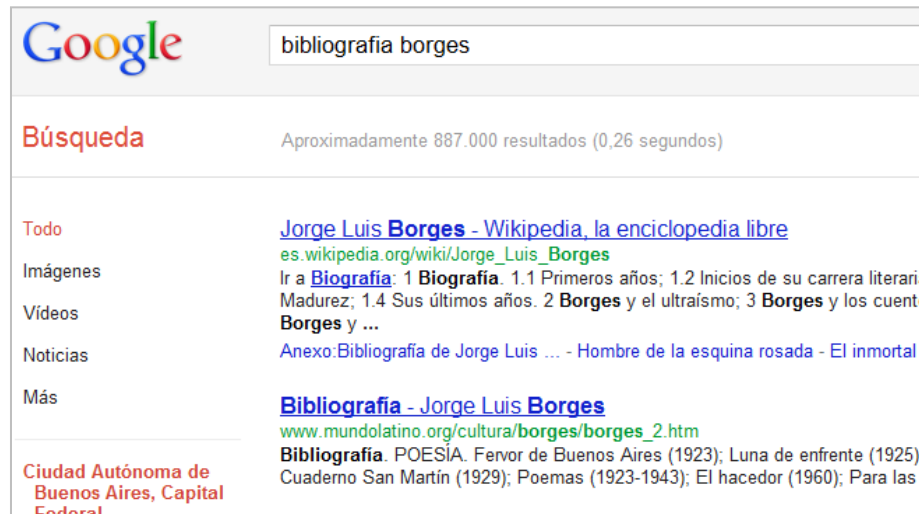 Google
bibliografia borges
Búsqueda
Aproximadamente 887.000 resultados (0,26 segundos)
Todo
Imágenes
Vídeos
Noticias
Más
Ciudad Autónoma de
Buenos Aires, Capital
Federal
Jorge Luis Borges - Wikipedia, la enciclopedia libre
es.wikipedia.org/wiki/Jorge_Luis_Borges
Ir a Biografía: 1 Biografía. 1.1 Primeros años; 1.2 Inicios de su carrera literari
Madurez; 1.4 Sus últimos años. 2 Borges y el ultraísmo; 3 Borges y los cuent
Borges y ...
Anexo:Bibliografía de Jorge Luis ... - Hombre de la esquina rosada - El inmortal
Bibliografía - Jorge Luis Borges
www.mundolatino.org/cultura/borges/borges_2.htm
Bibliografía. POESÍA. Fervor de Buenos Aires (1923); Luna de enfrente (1925)
Cuaderno San Martín (1929); Poemas (1923-1943); El hacedor (1960); Para las